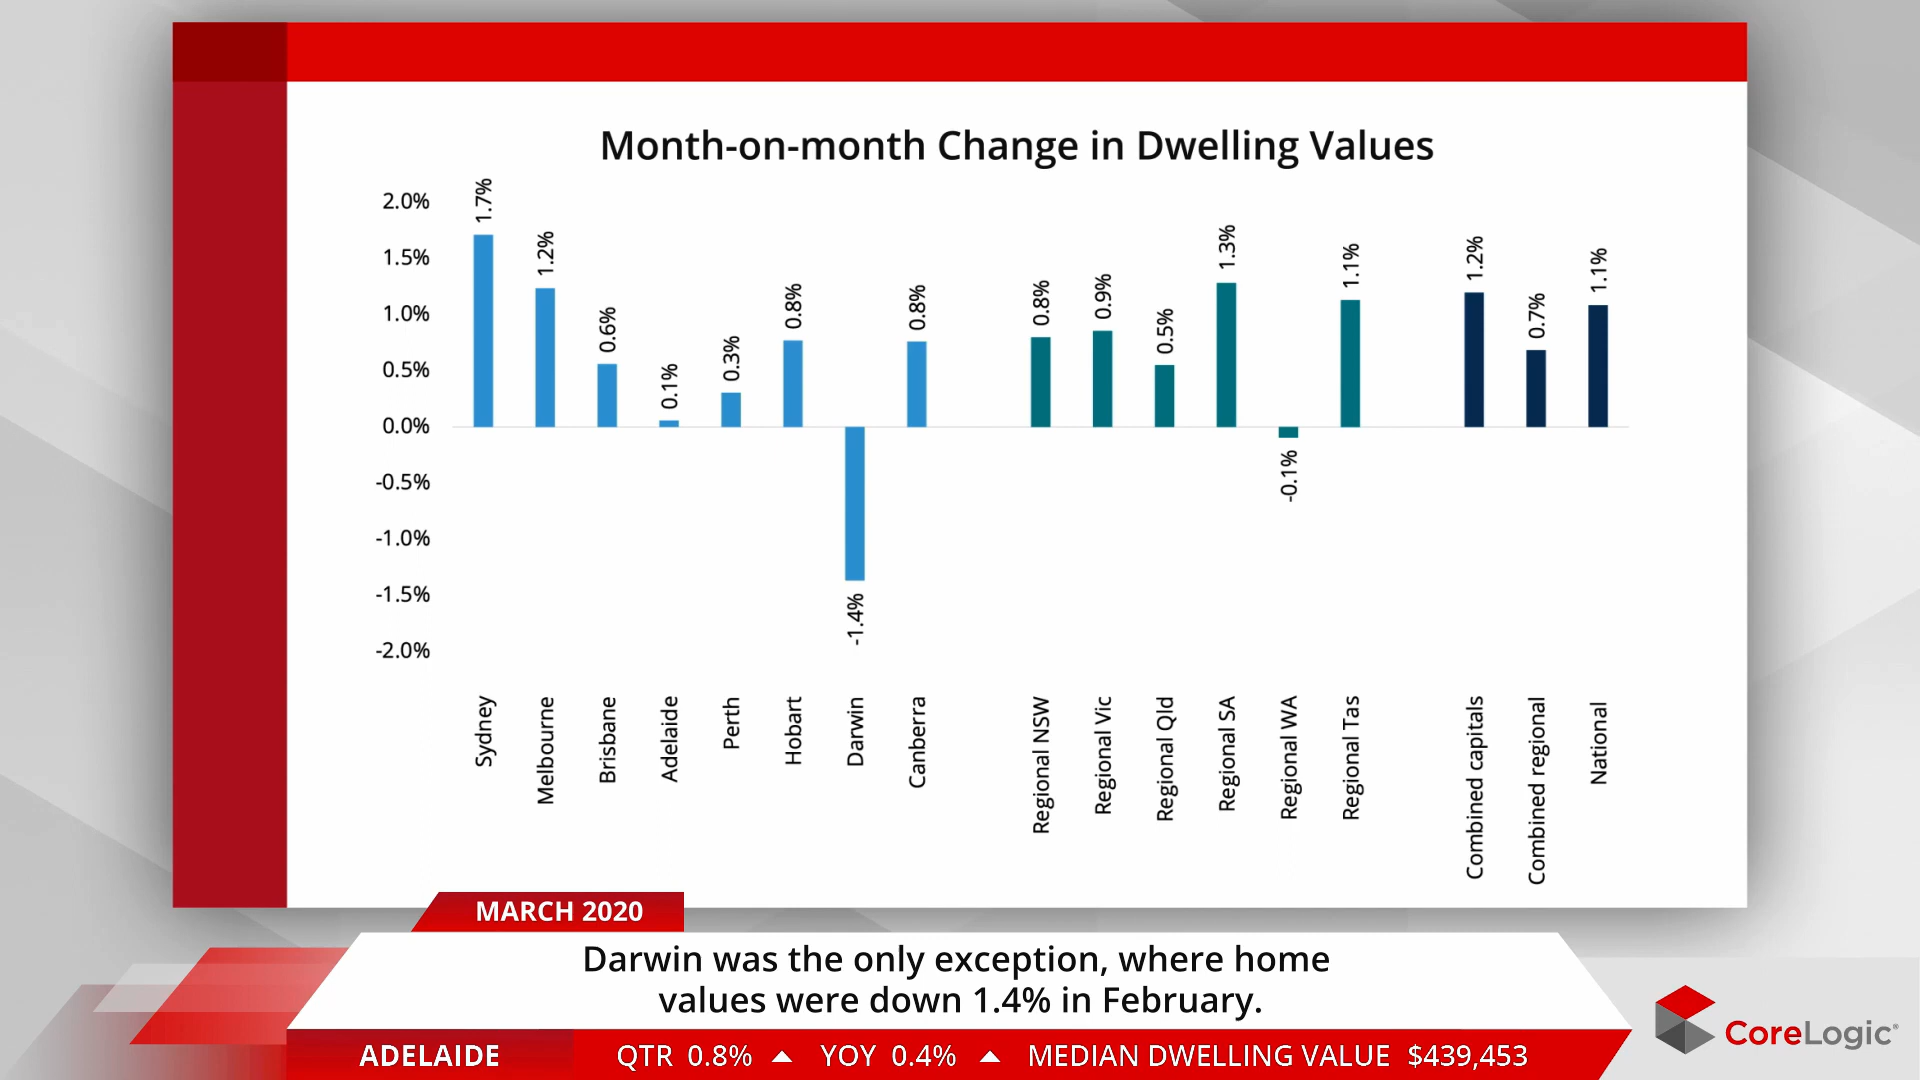 Month-on-month Change in Dwelling Values
2.0%
1.5%
1.0%
0.5%
0.0%
-0.5%
-1.0%
-1.5%
-2.0%
1.7%
1.2%
0.6%
0.1%
0.3%
0.8%
-1.4%
0.8%
0.8%
0.9%
0.5%
1.3%
-0.1%
1.1%
1.2%
0.7%
1.1%
Sydney
Melbourne
Brisbane
Adelaide
Perth
Hobart
Darwin
Canberra
Regional NSW
Regional Vic
Regional Qld
Regional SA
Regional WA
Regional Tas
Combined capitals
Combined regional
National
MARCH 2020
Darwin was the only exception, where home
values were down 1.4% in February.
ADELAIDE QTR 0.8% ▲ YOY 0.4% ▲ MEDIAN DWELLING VALUE $439,453
CoreLogic®